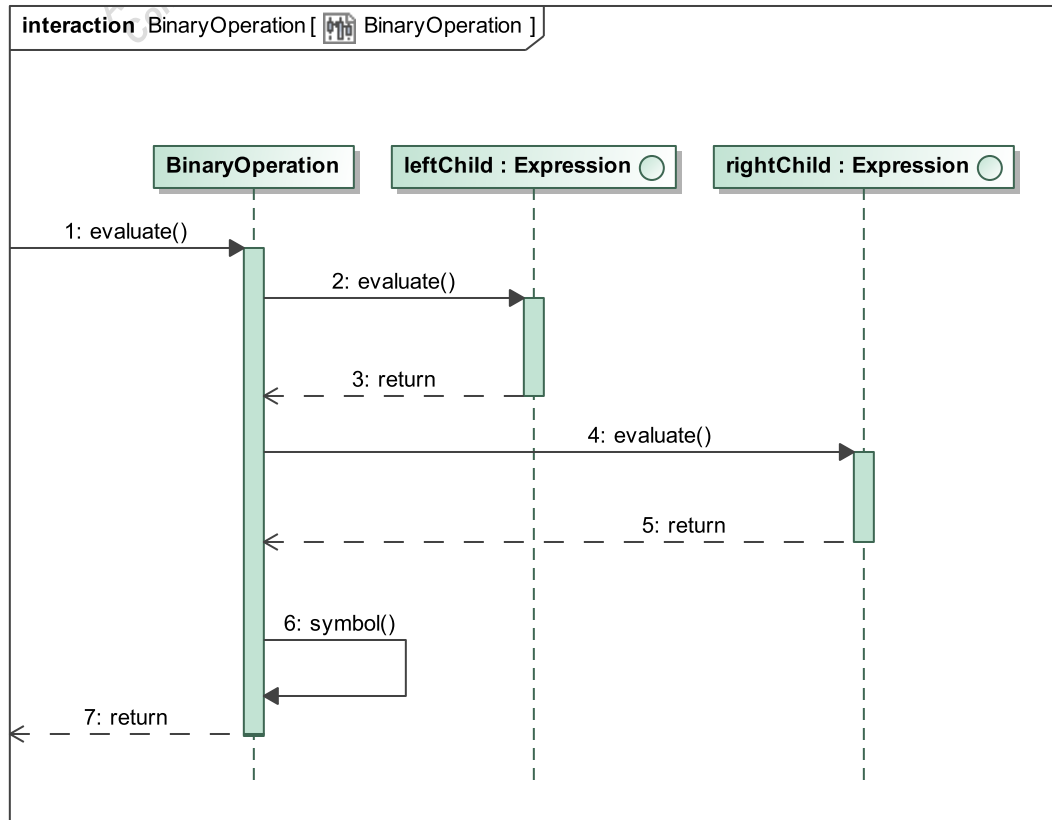 interaction BinaryOperation [ BinaryOperation ]
BinaryOperation
leftChild : Expression
rightChild : Expression
1: evaluate()
2: evaluate()
3: return
4: evaluate()
5: return
6: symbol()
7: return